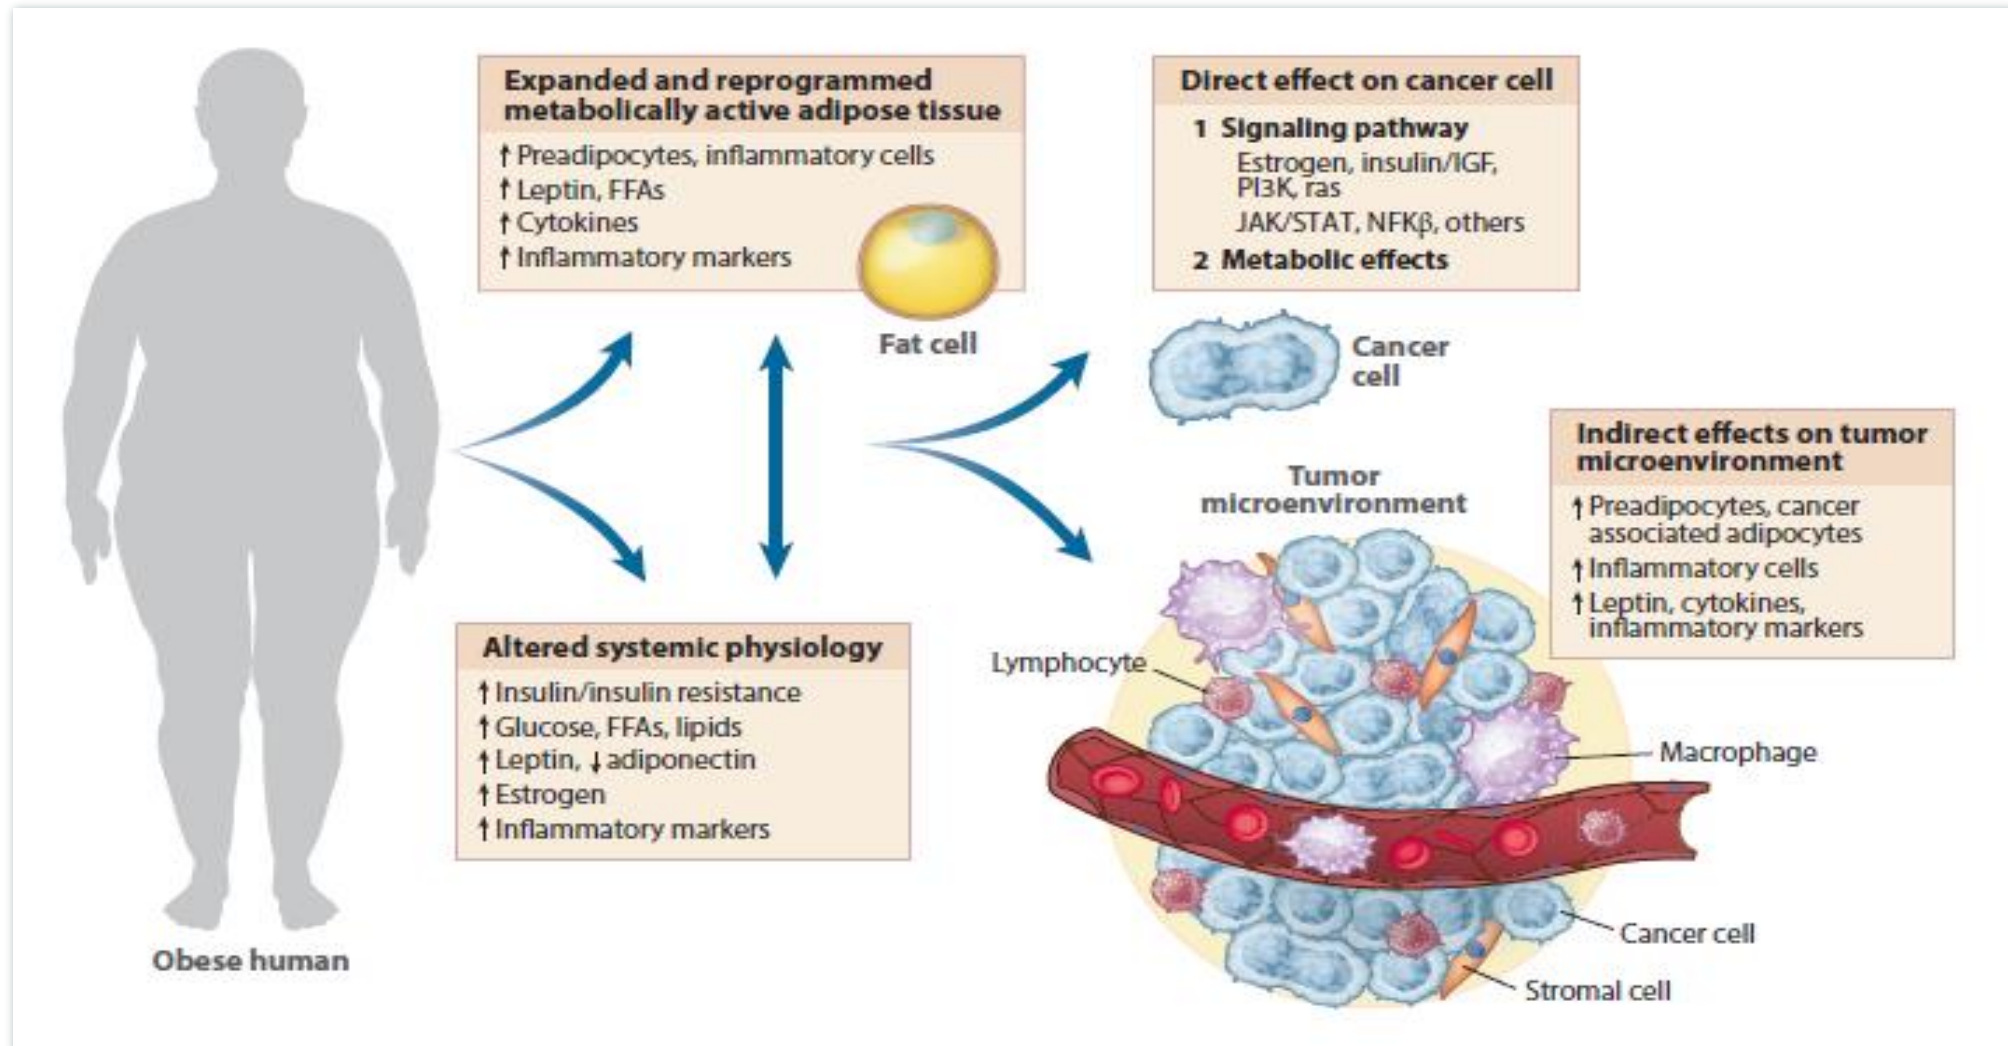 Expanded and reprogrammed
metabolically active adipose tissue
↑ Preadipocytes, inflammatory cells
↑ Leptin, FFAs
↑ Cytokines
↑ Inflammatory markers
Fat cell
Direct effect on cancer cell
1 Signaling pathway
Estrogen, insulin/IGF,
PI3K, ras
JAK/STAT, NFKβ, others
2 Metabolic effects
Cancer
cell
Indirect effects on tumor
microenvironment
↑ Preadipocytes, cancer
associated adipocytes
↑ Inflammatory cells
↑ Leptin, cytokines,
inflammatory markers
Tumor
microenvironment
Lymphocyte
Macrophage
Cancer cell
Stromal cell
Altered systemic physiology
↑ Insulin/insulin resistance
↑ Glucose, FFAs, lipids
↑ Leptin, ↓ adiponectin
↑ Estrogen
↑ Inflammatory markers
Obese human